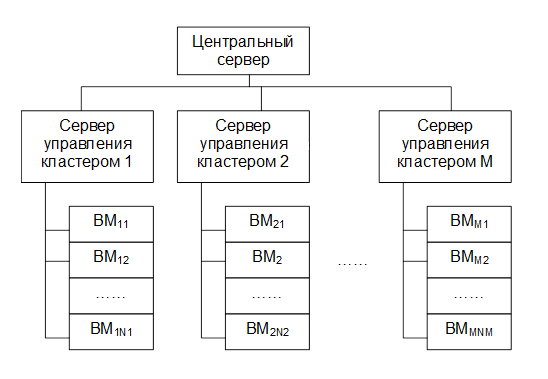 Центральный
сервер
Сервер
управления
кластером 1
Сервер
управления
кластером 2
Сервер
управления
кластером М
ВМ11
ВМ12
……
ВМ1N1
ВМ21
ВМ2
……
ВМ2N2
……
ВМM1
ВМM2
……
ВМMNM